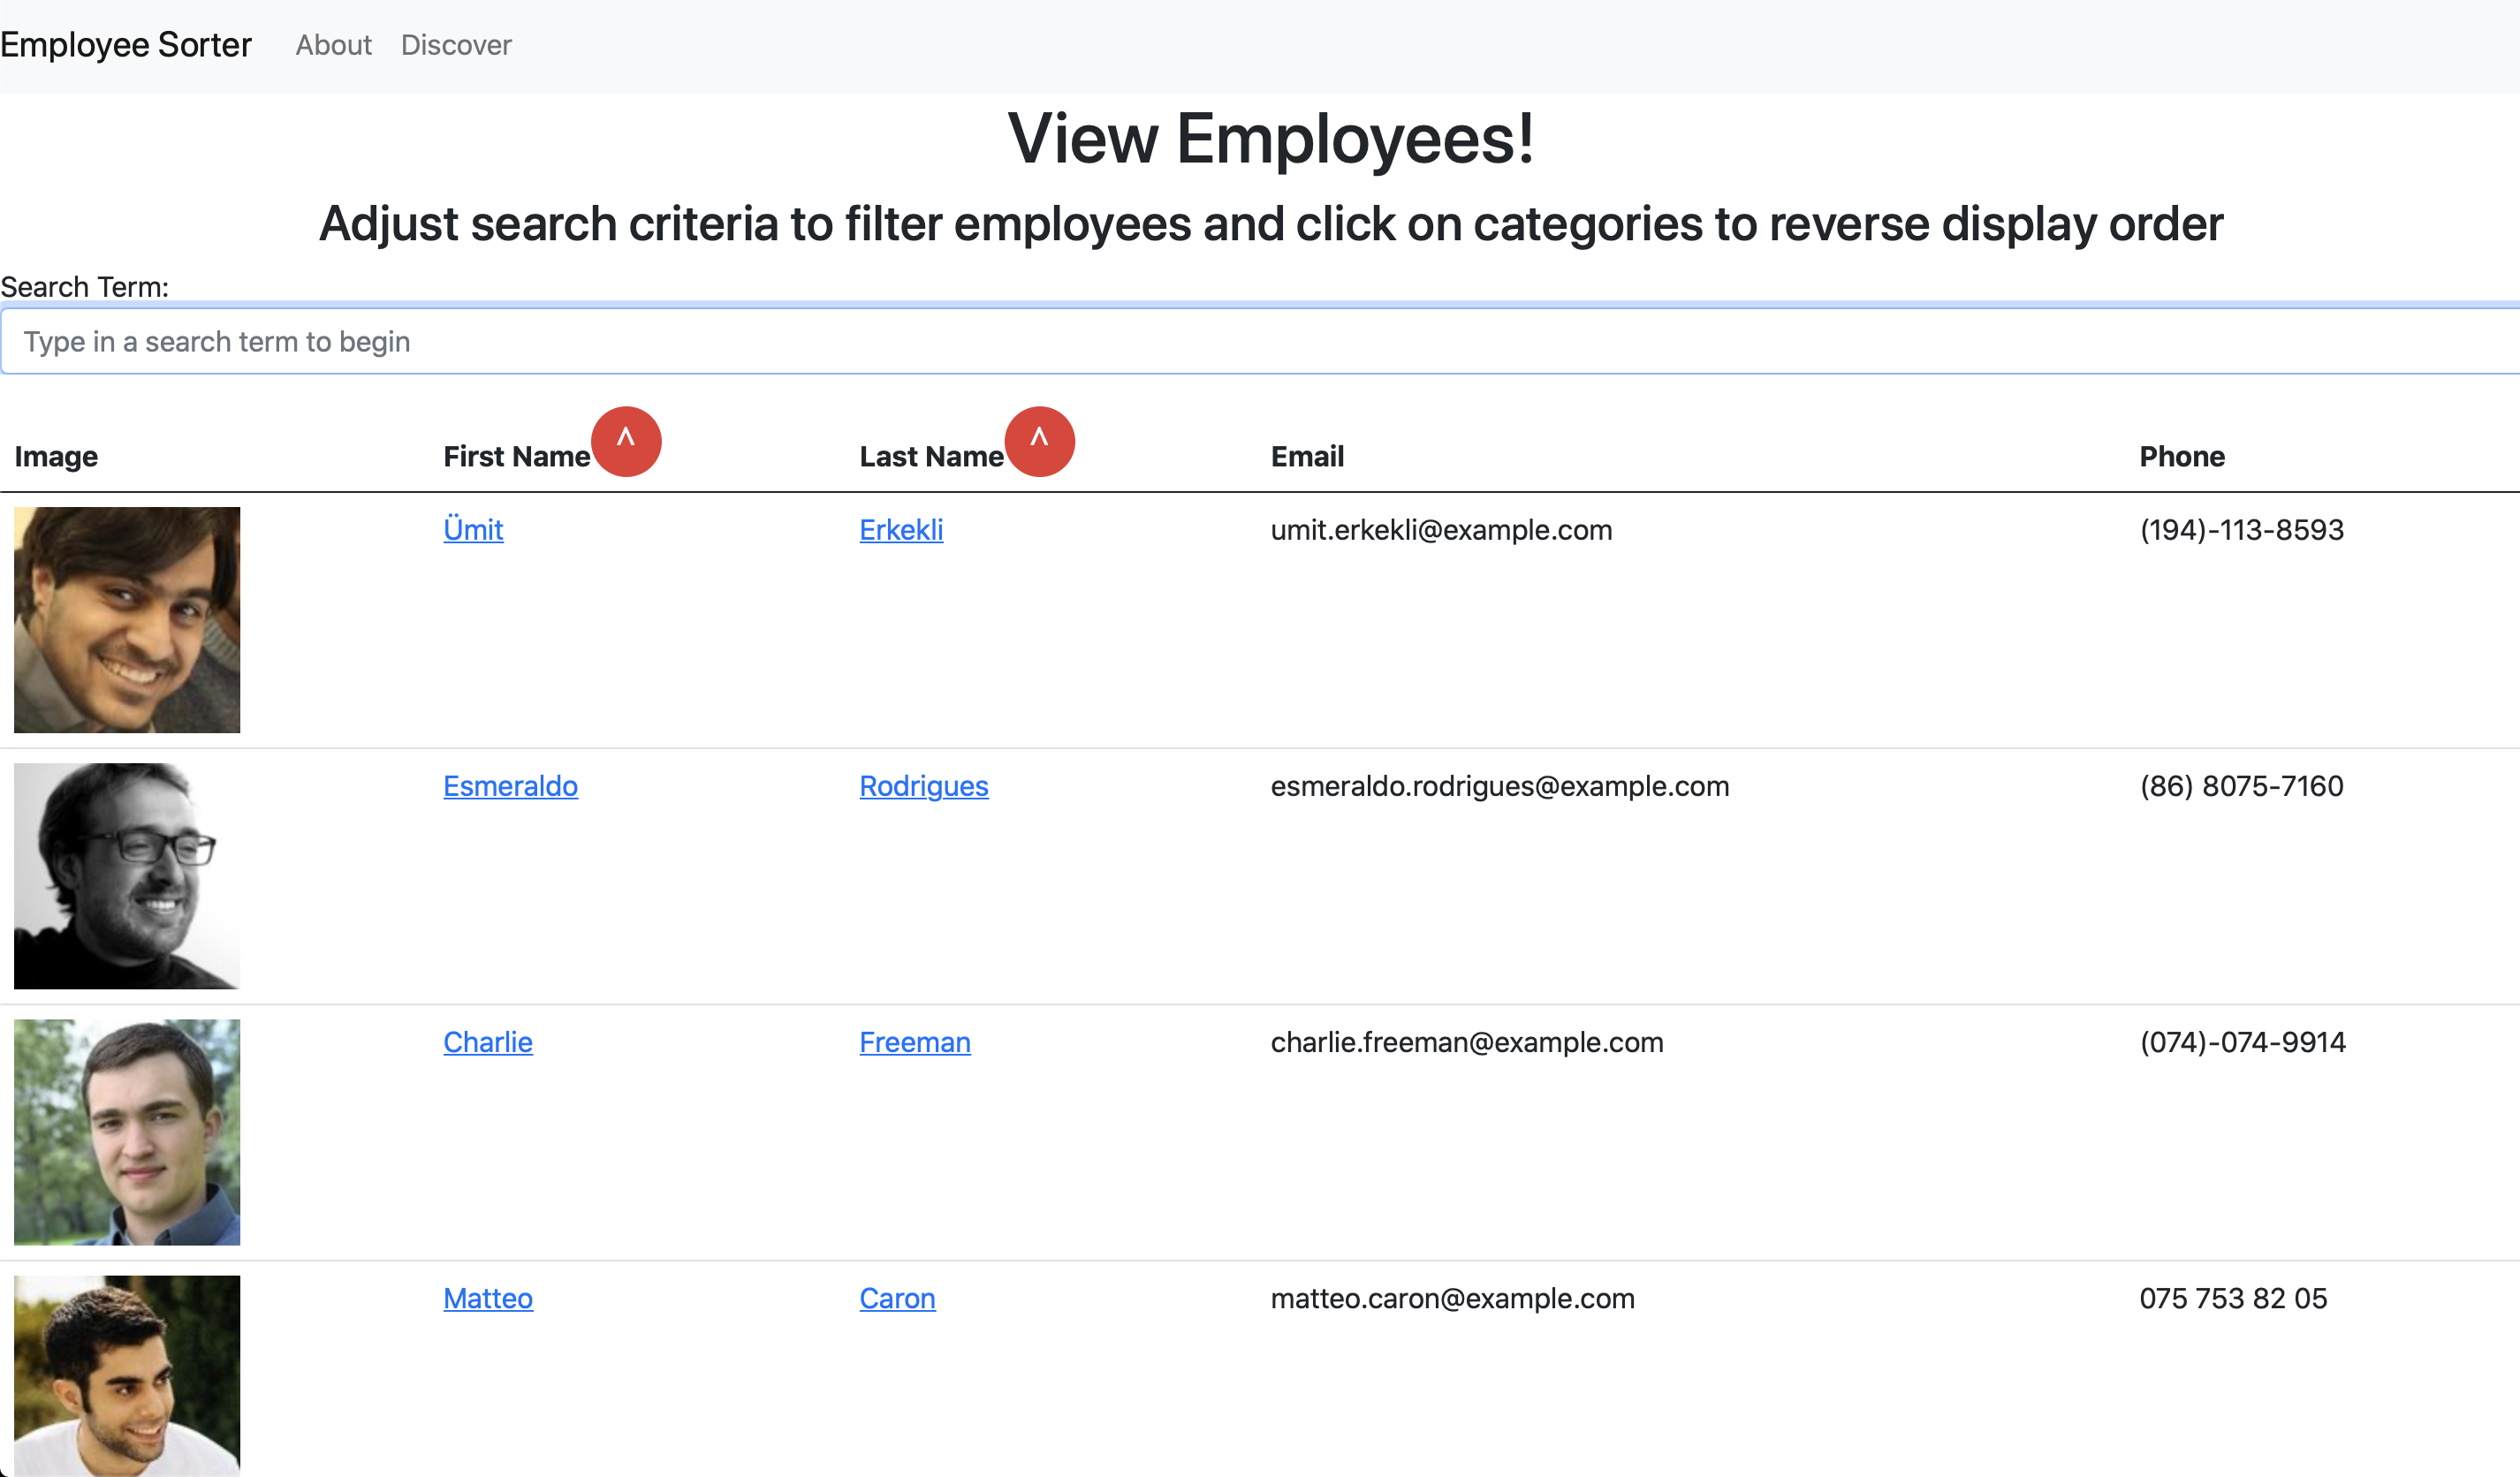 Employee Sorter About Discover
View Employees!
Adjust search criteria to filter employees and click on categories to reverse display order
Search Term:
Type in a search term to begin
Image First Name ^ Last Name ^ Email Phone
Ümit Erkekli umit.erkekli@example.com (194)-113-8593
Esmeraldo Rodrigues esmeraldo.rodrigues@example.com (86) 8075-7160
Charlie Freeman charlie.freeman@example.com (074)-074-9914
Matteo Caron matteo.caron@example.com 075 753 82 05